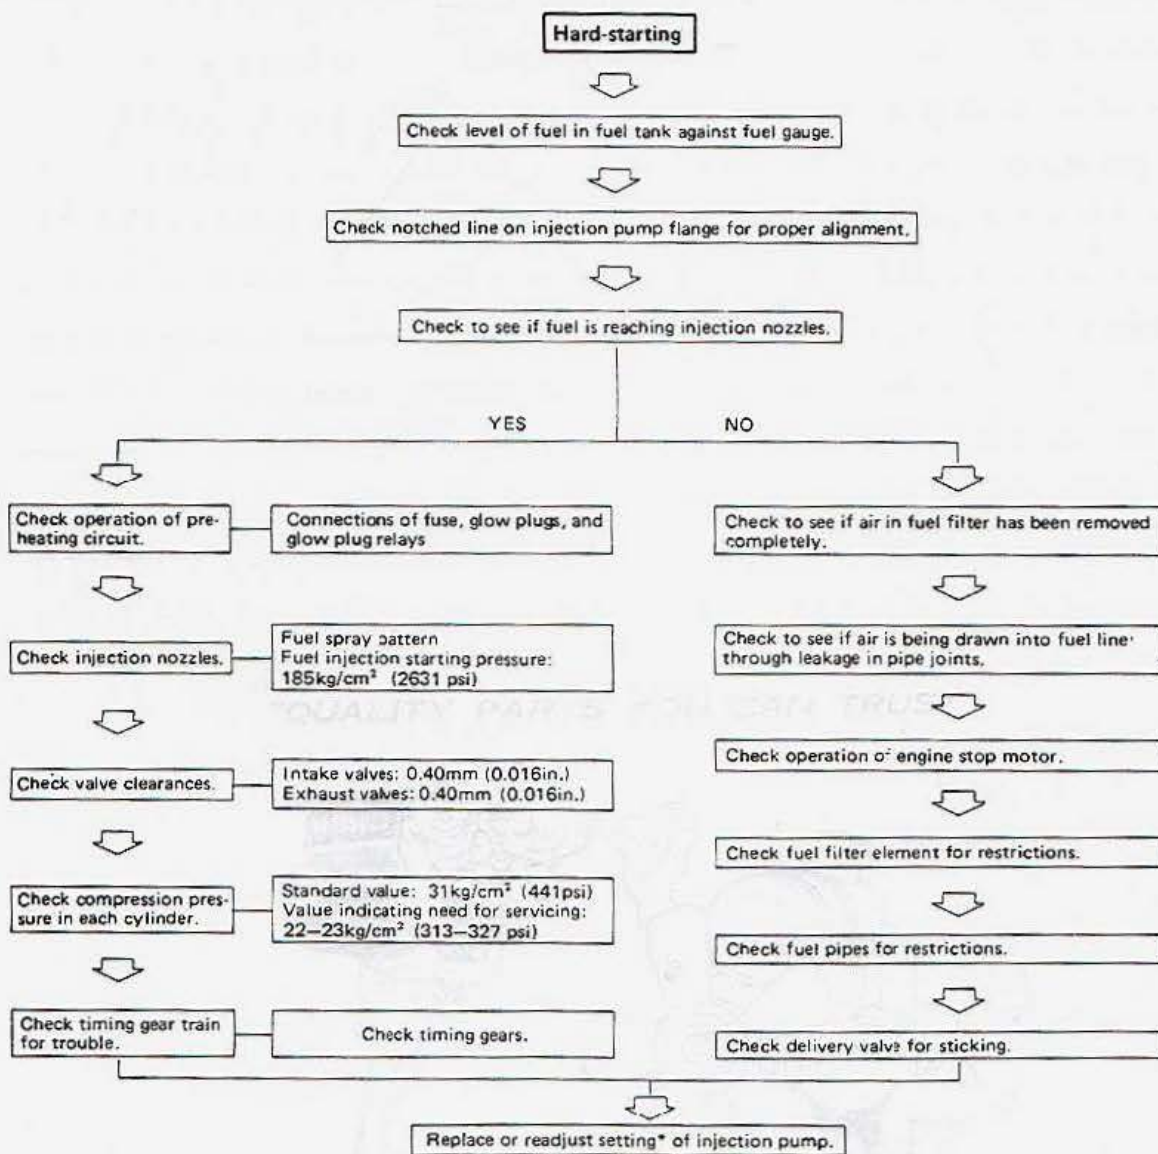 Hard-starting
Check level of fuel in fuel tank against fuel gauge.
Check notched line on injection pump flange for proper alignment.
Check to see if fuel is reaching injection nozzles.
YES
NO
Check operation of pre-
heating circuit.
Connections of fuse, glow plugs, and
glow plug relays
Check injection nozzles.
Fuel spray pattern
Fuel injection starting pressure:
185kg/cm² (2631 psi)
Check valve clearances.
Intake valves: 0.40mm (0.016in.)
Exhaust valves: 0.40mm (0.016in.)
Check compression pres-
sure in each cylinder.
Standard value: 31kg/cm² (441psi)
Value indicating need for servicing:
22–23kg/cm² (313–327 psi)
Check timing gear train
for trouble.
Check timing gears.
Check to see if air in fuel filter has been removed
completely.
Check to see if air is being drawn into fuel line
through leakage in pipe joints.
Check operation of engine stop motor.
Check fuel filter element for restrictions.
Check fuel pipes for restrictions.
Check delivery valve for sticking.
Replace or readjust setting* of injection pump.
"QUALITY PARTS YOU CAN TRUST"